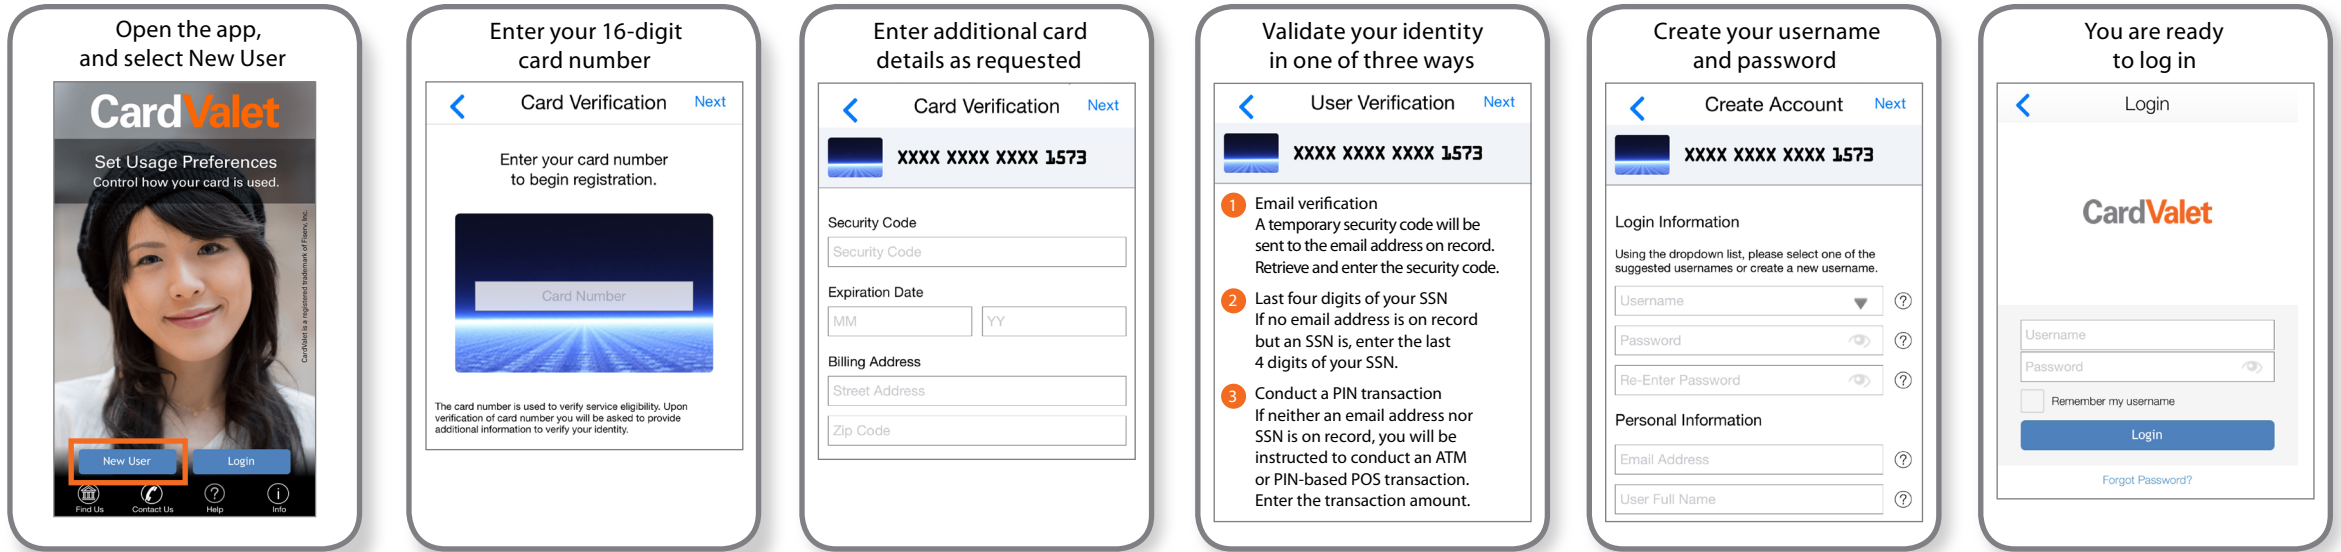 Open the app,
and select New User
CardValet
Set Usage Preferences
Control how your card is used.
CardValet is a registered trademark of Fiserv, Inc.
New User
Login
Find Us
Contact Us
Help
Info
Enter your 16-digit
card number
Card Verification
Next
Enter your card number
to begin registration.
Card Number
The card number is used to verify service eligibility. Upon
verification of card number you will be asked to provide
additional information to verify your identity.
Enter additional card
details as requested
Card Verification
Next
XXXX XXXX XXXX 1573
Security Code
Security Code
Expiration Date
MM
YY
Billing Address
Street Address
Zip Code
Validate your identity
in one of three ways
User Verification
Next
XXXX XXXX XXXX 1573
1 Email verification
A temporary security code will be
sent to the email address on record.
Retrieve and enter the security code.
2 Last four digits of your SSN
If no email address is on record
but an SSN is, enter the last
4 digits of your SSN.
3 Conduct a PIN transaction
If neither an email address nor
SSN is on record, you will be
instructed to conduct an ATM
or PIN-based POS transaction.
Enter the transaction amount.
Create your username
and password
Create Account
Next
XXXX XXXX XXXX 1573
Login Information
Using the dropdown list, please select one of the
suggested usernames or create a new username.
Username
?
Password
?
Re-Enter Password
?
Personal Information
Email Address
?
User Full Name
?
You are ready
to log in
Login
CardValet
Username
Password
Remember my username
Login
Forgot Password?